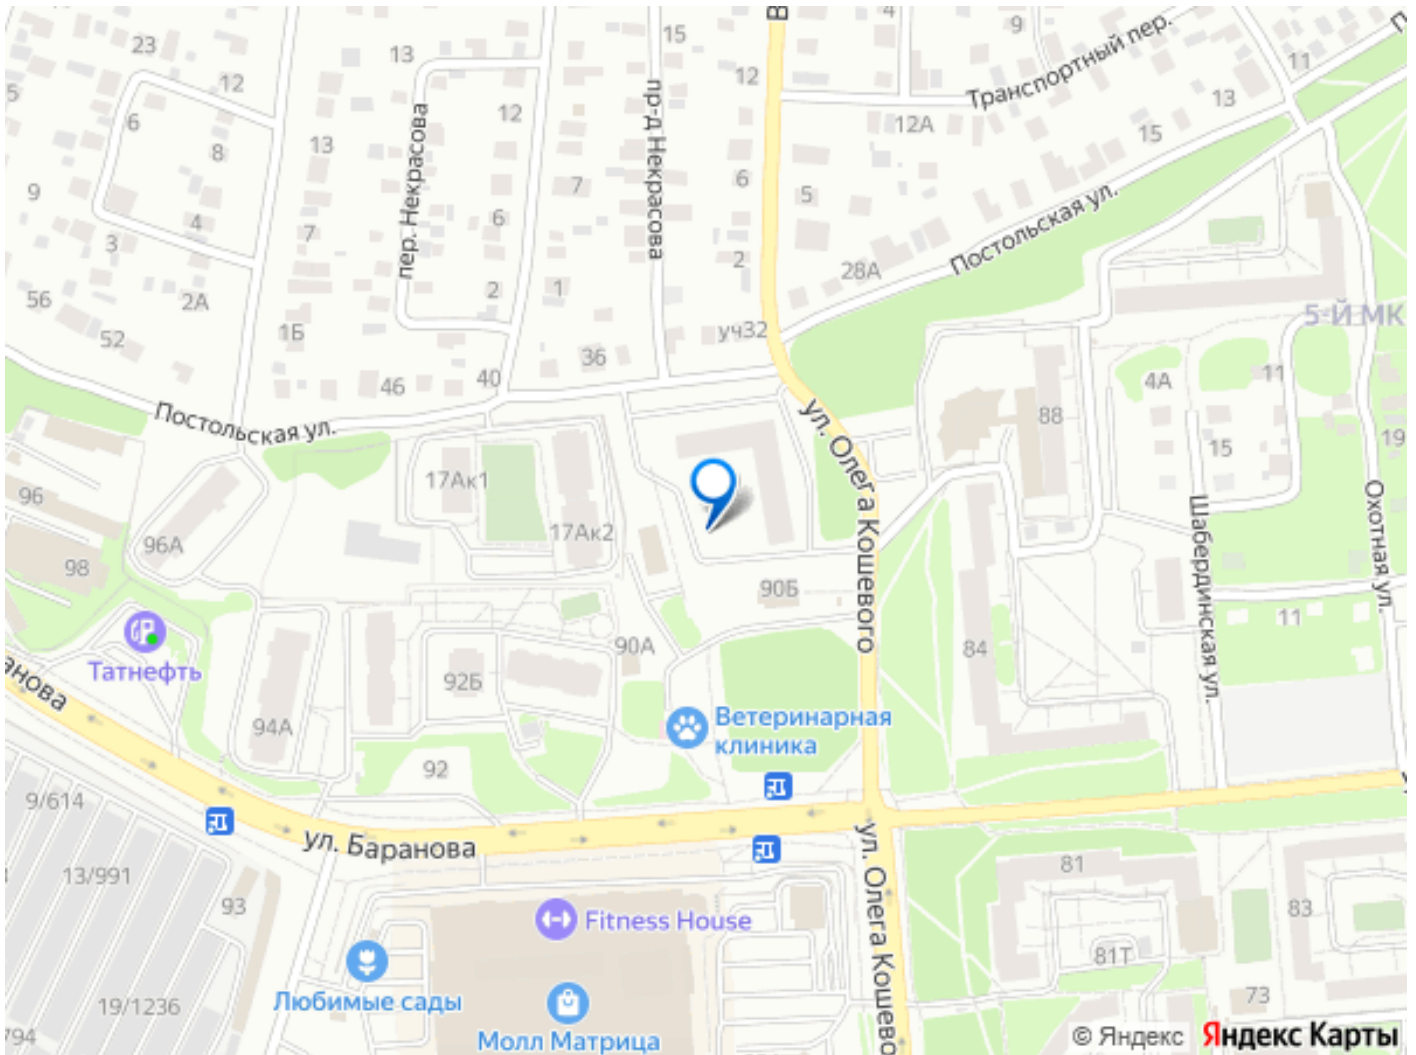 23
13
15
В
4
9
Транспортный пер.
11
П
12
12
12
13
5
6
8
13
пер. Некрасова
пр-д Некрасова
12А
15
9
7
6
5
4
3
7
6
Постольская ул.
2
28А
56
2А
2
1
1Б
52
уч32
5-Й МК
36
46
40
4А
11
Постольская ул.
ул. Олега Кошевого
88
15
19
96
17Ак1
17Ак2
96А
98
Шабердинская ул.
Охотная ул.
90Б
11
Татнефть
90А
84
анова
92Б
94А
Ветеринарная
клиника
92
9/614
ул. Баранова
ул. Олега Кошево
13/991
93
81
83
Fitness House
81Т
Любимые сады
19/1236
73
794
Молл Матрица
© Яндекс
Яндекс Карты